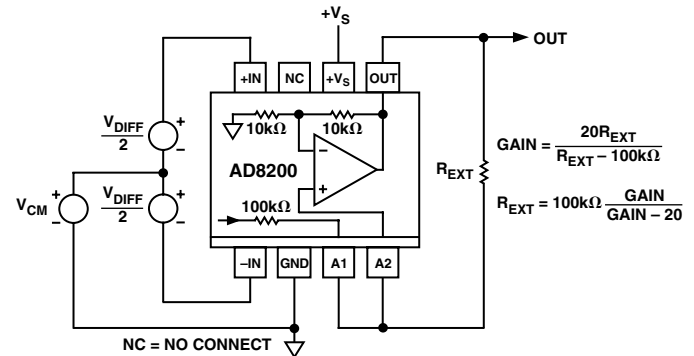 +VS
OUT
+IN
NC
+VS
OUT
10kΩ
10kΩ
VDIFF
2
AD8200
GAIN = 20REXT / REXT – 100kΩ
REXT
REXT = 100kΩ GAIN / GAIN – 20
VCM
VDIFF
2
100kΩ
–IN
GND
A1
A2
NC = NO CONNECT